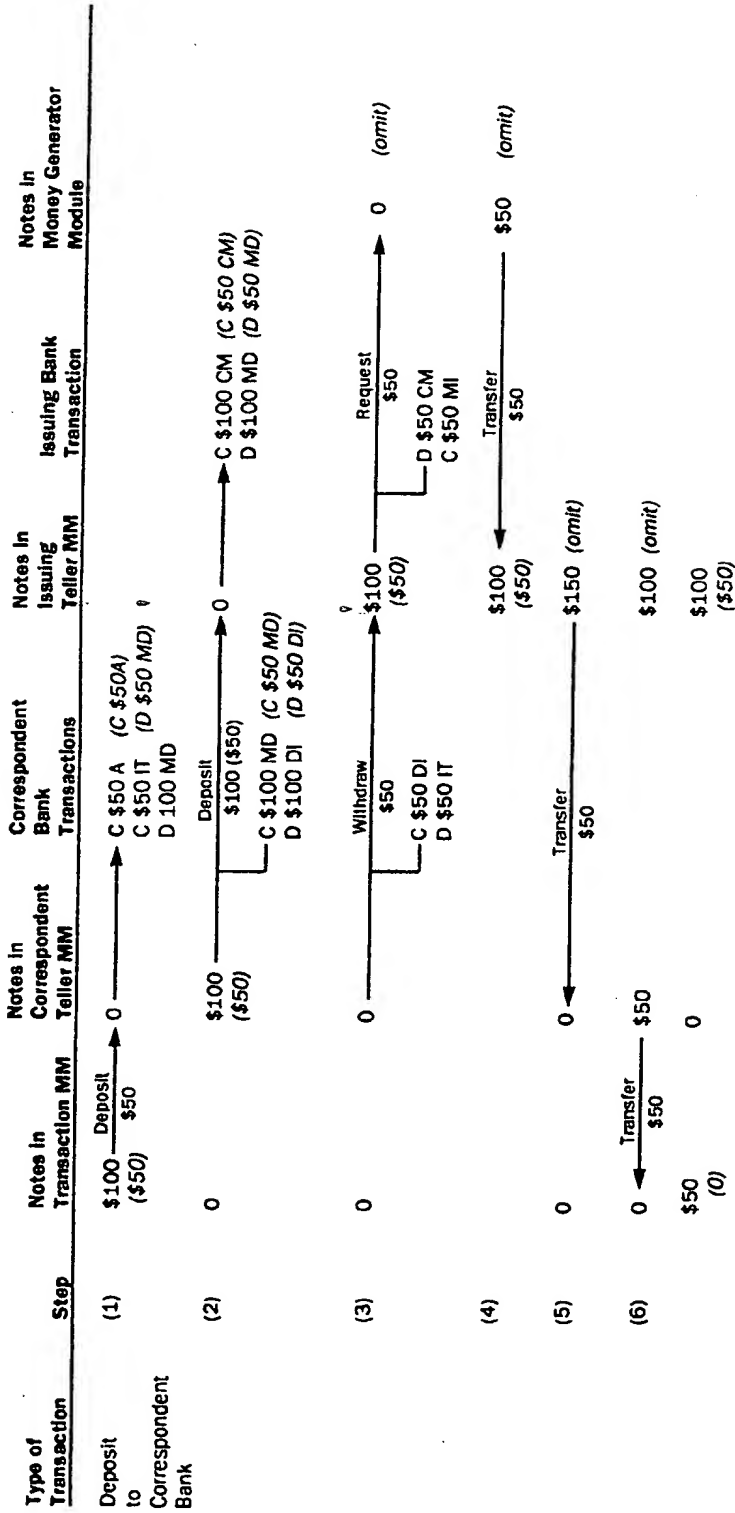 Type of Transaction Step Notes in Transaction MM Notes in Correspondent Teller MM Correspondent Bank Transactions Notes in Issuing Teller MM Issuing Bank Transaction Notes in Money Generator Module
Deposit to Correspondent Bank
(1) $100 Deposit 0 C $50 A (C $50A)
($50) $50 C $50 IT (D $50 MD)
D 100 MD
(2) 0 $100 Deposit 0 C $100 CM (C $50 CM)
($50) $100 ($50) D $100 MD (D $50 MD)
C $100 MD (C $50 MD)
D $100 DI (D $50 DI)
(3) 0 0 Withdraw $100 Request 0 (omit)
$50 ($50) $50
C $50 DI D $50 CM
D $50 IT C $50 MI
(4) $100 Transfer $50 (omit)
($50) $50
(5) 0 0 Transfer $150 (omit)
$50
(6) 0 Transfer $50 $100 (omit)
$50
$50 0 $100
(0) ($50)